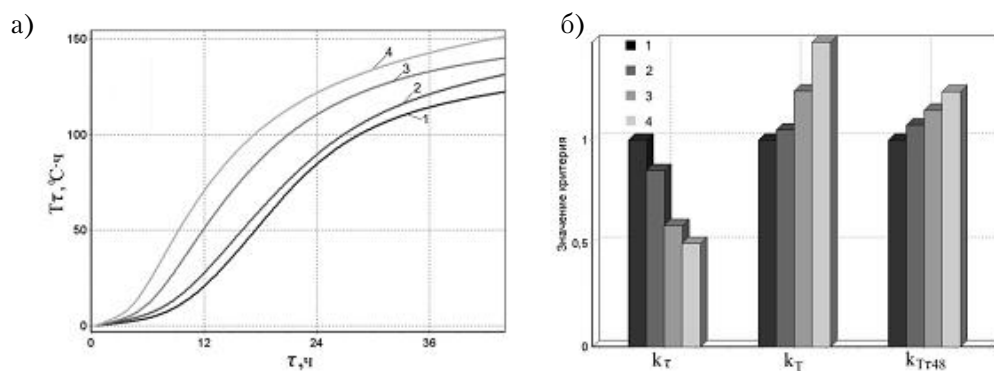 а)
150
100
50
0
Tτ, °С·ч
0 12 24 36
τ, ч
4
3
2
1
б)
1
2
3
4
Значение критерия
1
0,5
0
kτ kT kTτ48